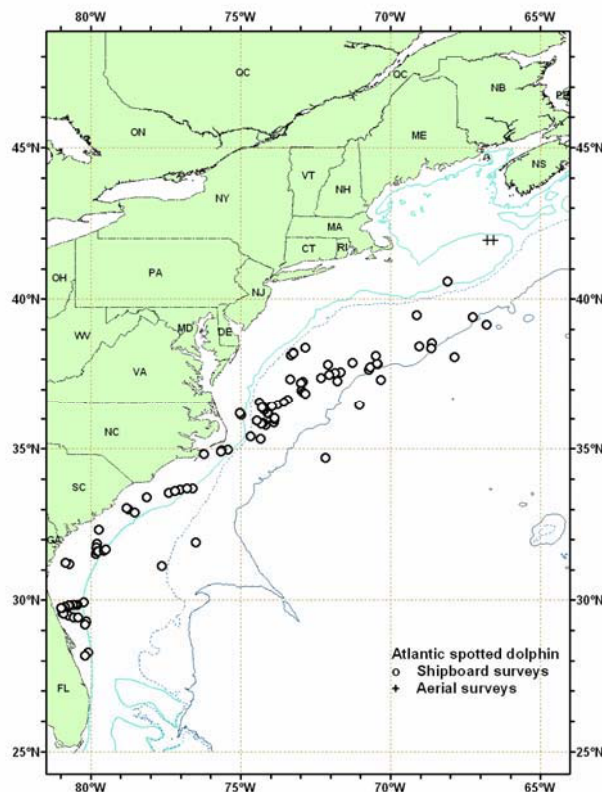 80°W 75°W 70°W 65°W
QC
QC
NB
PE
ON
ME
45°N 45°N
NS
VT
NH
NY
MA
CT RI
PA
OH
NJ
40°N 40°N
MD
DE
WV
VA
NC
35°N 35°N
SC
GA
30°N 30°N
Atlantic spotted dolphin
o Shipboard surveys
+ Aerial surveys
FL
25°N 25°N
80°W 75°W 70°W 65°W